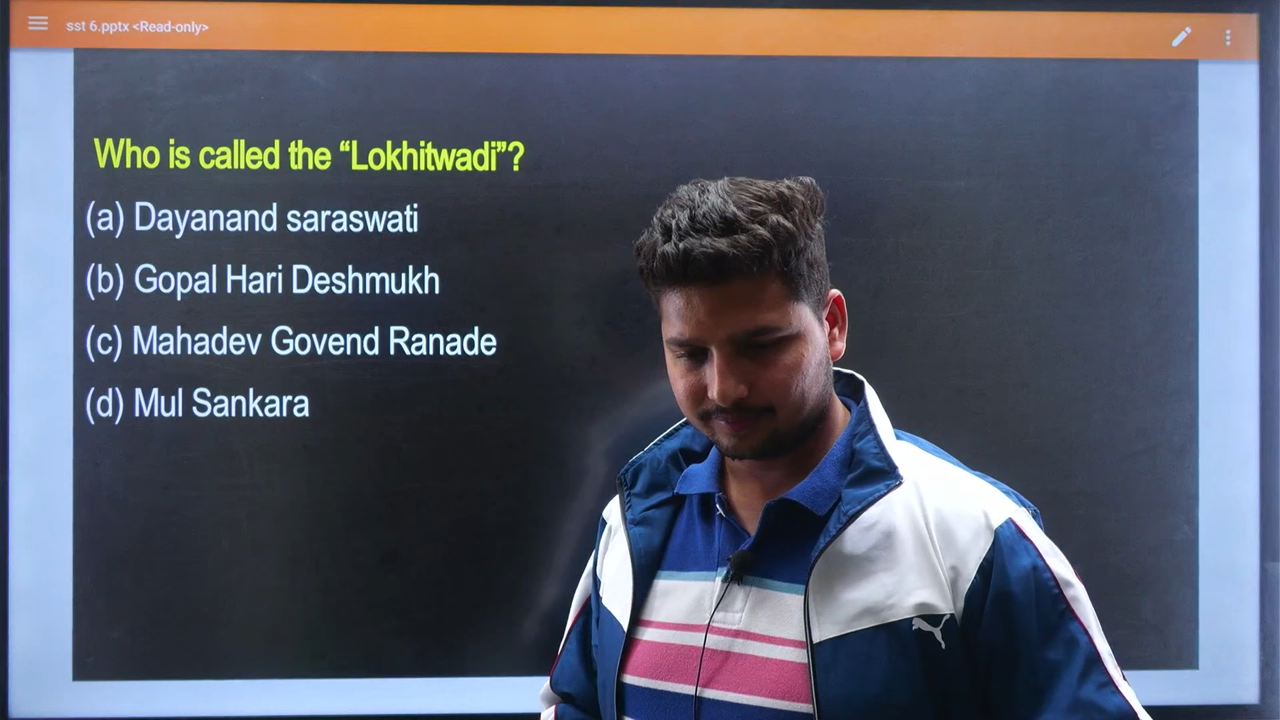 sst 6.pptx <Read-only>
Who is called the “Lokhitwadi”?
(a) Dayanand saraswati
(b) Gopal Hari Deshmukh
(c) Mahadev Govend Ranade
(d) Mul Sankara